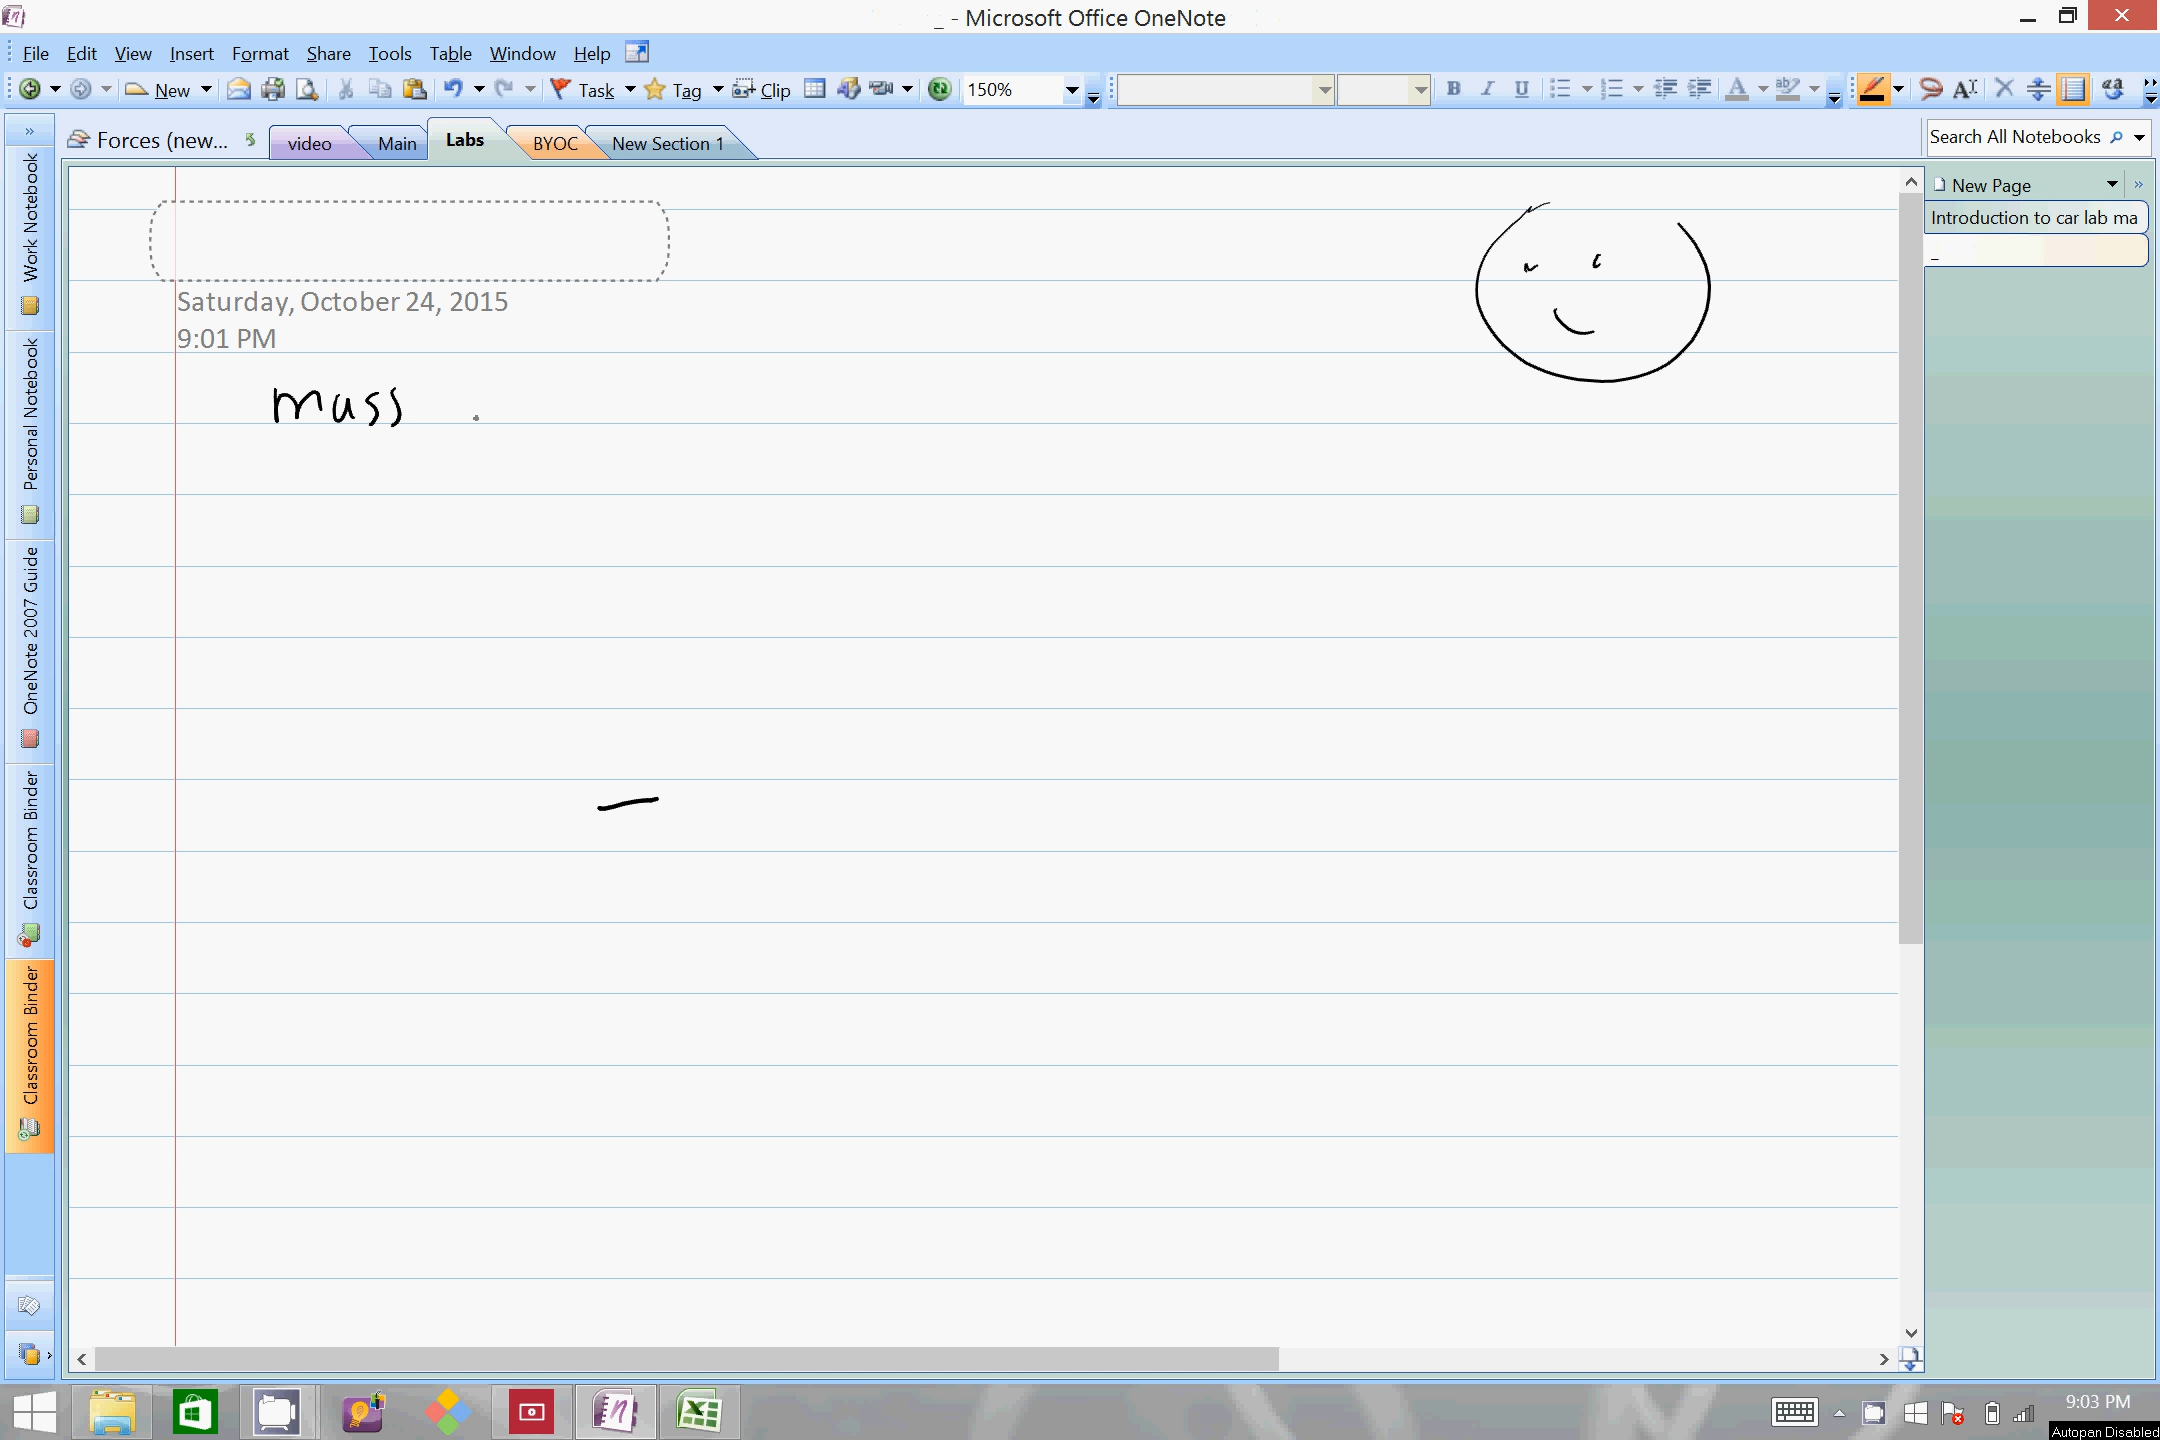 _ - Microsoft Office OneNote
File Edit View Insert Format Share Tools Table Window Help
New Task Tag Clip 150% B I U A
Forces (new... video Main Labs BYOC New Section 1 Search All Notebooks
New Page
Introduction to car lab ma
_
Saturday, October 24, 2015
9:01 PM
mass
Work Notebook
Personal Notebook
OneNote 2007 Guide
Classroom Binder
Classroom Binder
9:03 PM
Autopan Disabled